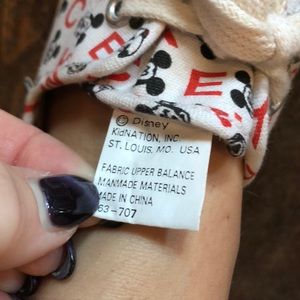 © Disney
KidNATION, INC.
ST. LOUIS. MO. USA
FABRIC UPPER BALANCE
MANMADE MATERIALS
MADE IN CHINA
63-707